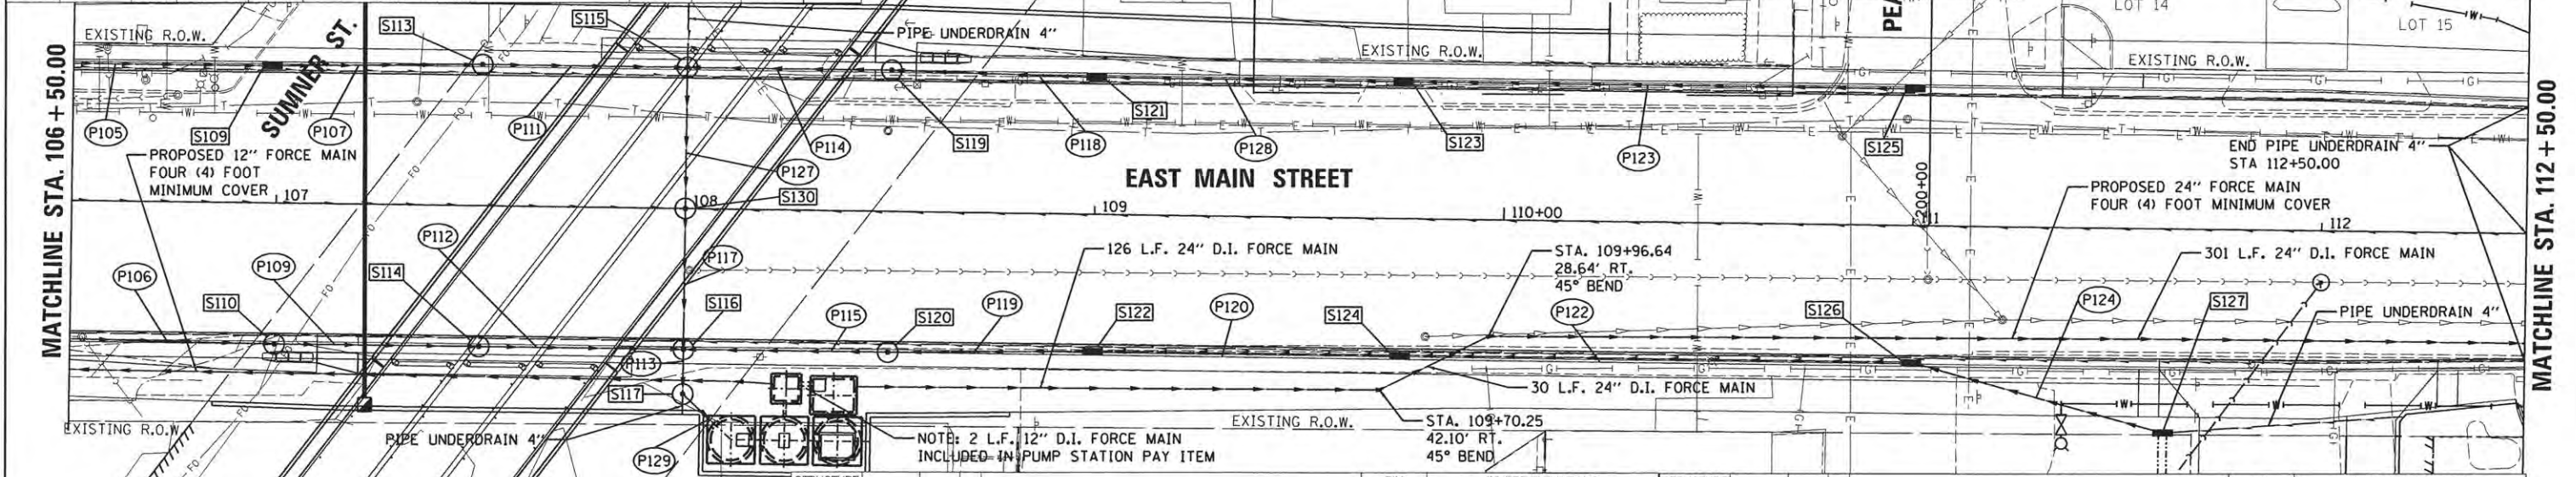 MATCHLINE STA. 106 + 50.00
EXISTING R.O.W.
P105
S109
SUMNER ST.
P107
S113
S115
P111
PIPE UNDERDRAIN 4"
P114
P127
S130
S119
P118
S121
P128
EXISTING R.O.W.
S123
P123
S125
PEA
LOT 14
LOT 15
EXISTING R.O.W.
END PIPE UNDERDRAIN 4"
STA 112+50.00
PROPOSED 12" FORCE MAIN
FOUR (4) FOOT
MINIMUM COVER
107
108
EAST MAIN STREET
109
110+00
200+00
111
112
PROPOSED 24" FORCE MAIN
FOUR (4) FOOT MINIMUM COVER
P106
P109
S110
S114
P112
P117
S116
P113
S117
P115
S120
P119
126 L.F. 24" D.I. FORCE MAIN
S122
P120
S124
STA. 109+96.64
28.64' RT.
45° BEND
P122
S126
301 L.F. 24" D.I. FORCE MAIN
P124
S127
PIPE UNDERDRAIN 4"
30 L.F. 24" D.I. FORCE MAIN
EXISTING R.O.W.
PIPE UNDERDRAIN 4"
P129
NOTE: 2 L.F. 12" D.I. FORCE MAIN
INCLUDED IN PUMP STATION PAY ITEM
EXISTING R.O.W.
STA. 109+70.25
42.10' RT.
45° BEND
MATCHLINE STA. 112 + 50.00